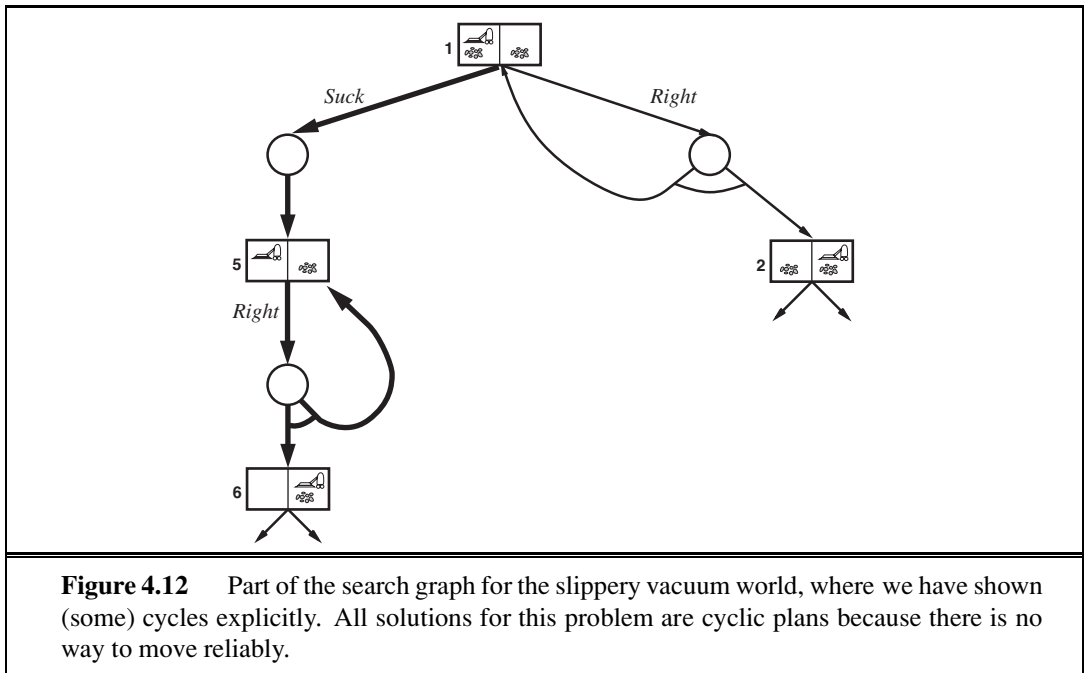 1
Suck
Right
5
2
Right
6
Figure 4.12 Part of the search graph for the slippery vacuum world, where we have shown
(some) cycles explicitly. All solutions for this problem are cyclic plans because there is no
way to move reliably.